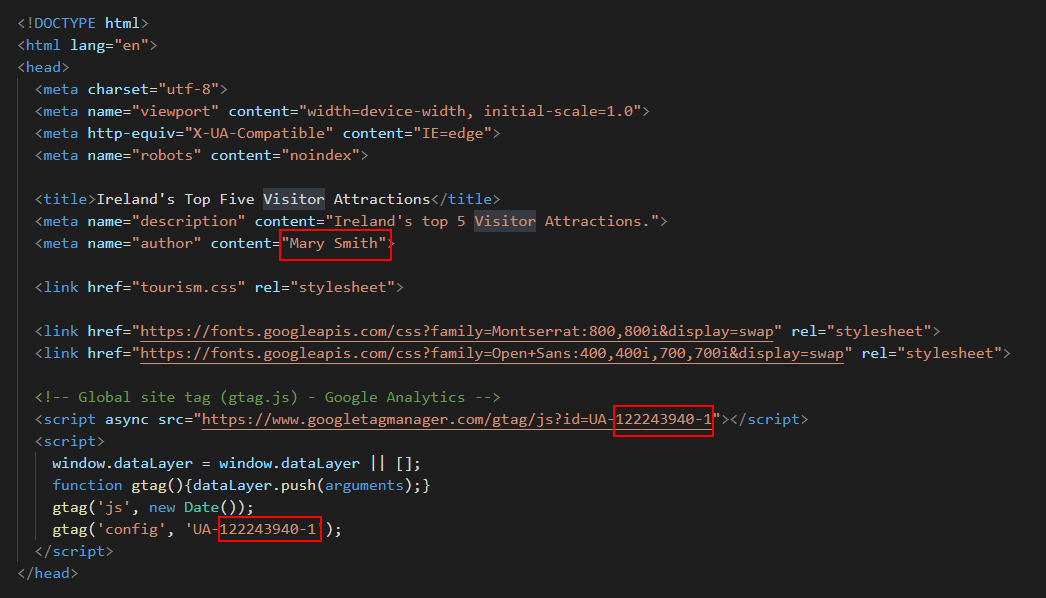 <!DOCTYPE html>
<html lang="en">
<head>
<meta charset="utf-8">
<meta name="viewport" content="width=device-width, initial-scale=1.0">
<meta http-equiv="X-UA-Compatible" content="IE=edge">
<meta name="robots" content="noindex">
<title>Ireland's Top Five Visitor Attractions</title>
<meta name="description" content="Ireland's top 5 Visitor Attractions.">
<meta name="author" content="Mary Smith">
<link href="tourism.css" rel="stylesheet">
<link href="https://fonts.googleapis.com/css?family=Montserrat:800,800i&display=swap" rel="stylesheet">
<link href="https://fonts.googleapis.com/css?family=Open+Sans:400,400i,700,700i&display=swap" rel="stylesheet">
<!-- Global site tag (gtag.js) - Google Analytics -->
<script async src="https://www.googletagmanager.com/gtag/js?id=UA-122243940-1"></script>
<script>
window.dataLayer = window.dataLayer || [];
function gtag(){dataLayer.push(arguments);}
gtag('js', new Date());
gtag('config', 'UA-122243940-1');
</script>
</head>